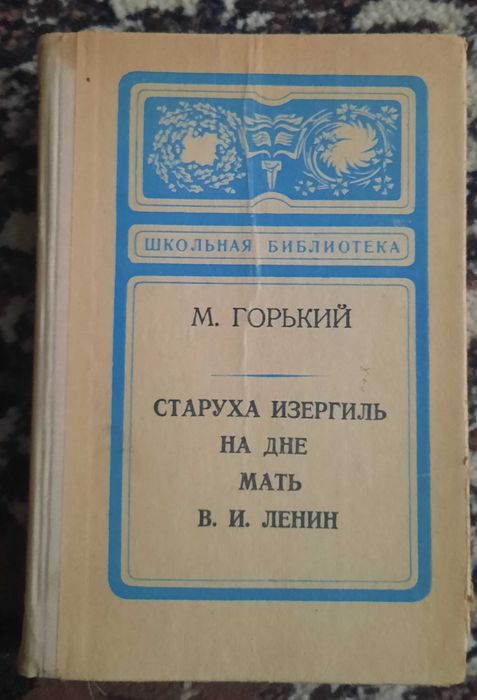 ШКОЛЬНАЯ БИБЛИОТЕКА
М. ГОРЬКИЙ
СТАРУХА ИЗЕРГИЛЬ
НА ДНЕ
МАТЬ
В. И. ЛЕНИН